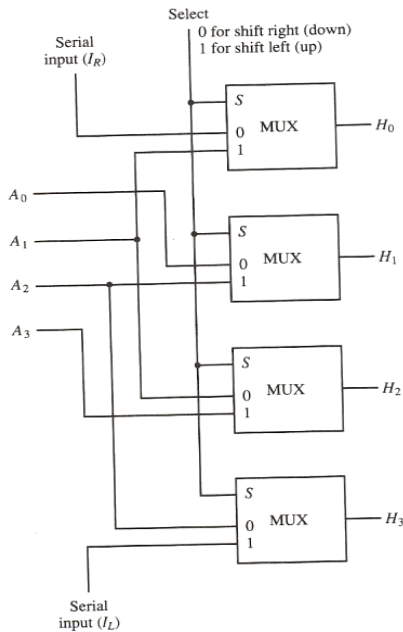 Select
0 for shift right (down)
1 for shift left (up)
Serial
input (I_R)
S
0 MUX
1
H_0
A_0
A_1
A_2
A_3
S
0 MUX
1
H_1
S
0 MUX
1
H_2
S
0 MUX
1
H_3
Serial
input (I_L)